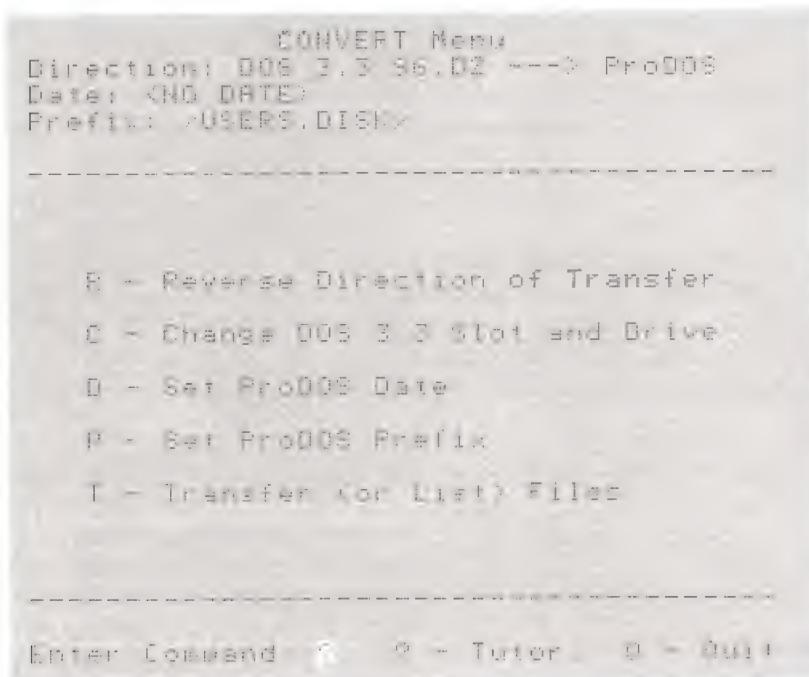 CONVERT Menu
Direction: DOS 3.3 S6,D2 ---> ProDOS
Date: <NO DATE>
Prefix: /USERS.DISK/
---------------------------------------
R - Reverse Direction of Transfer
C - Change DOS 3.3 Slot and Drive
D - Set ProDOS Date
P - Set ProDOS Prefix
T - Transfer (or List) Files
---------------------------------------
Enter Command: ? - Tutor, Q - Quit